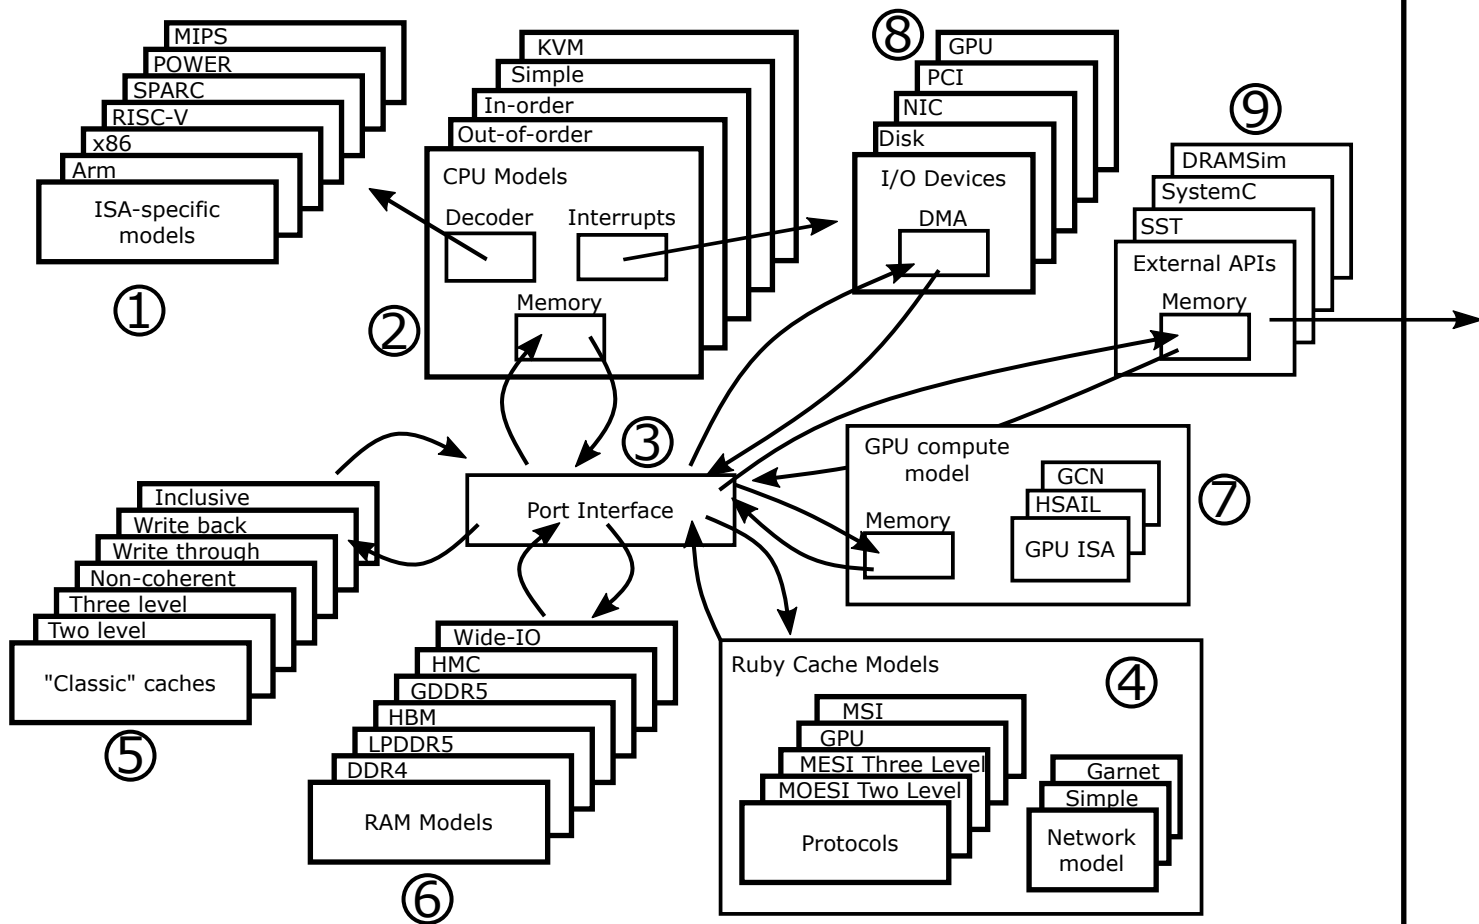 MIPS
POWER
SPARC
RISC-V
x86
Arm
ISA-specific
models
①
KVM
Simple
In-order
Out-of-order
CPU Models
Decoder
Interrupts
Memory
②
⑧
GPU
PCI
NIC
Disk
I/O Devices
DMA
⑨
DRAMSim
SystemC
SST
External APIs
Memory
③
Port Interface
GPU compute
model
Memory
GCN
HSAIL
GPU ISA
⑦
Inclusive
Write back
Write through
Non-coherent
Three level
Two level
"Classic" caches
⑤
Wide-IO
HMC
GDDR5
HBM
LPDDR5
DDR4
RAM Models
⑥
Ruby Cache Models
④
MSI
GPU
MESI Three Level
MOESI Two Level
Protocols
Garnet
Simple
Network
model